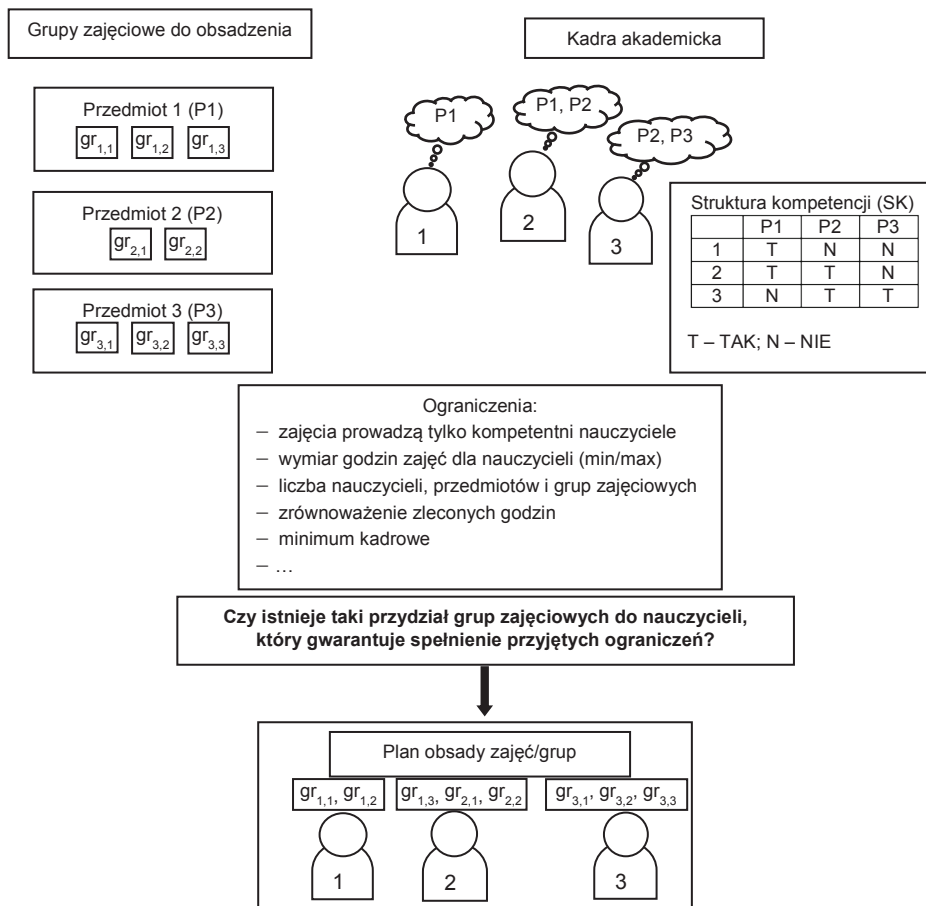 Grupy zajęciowe do obsadzenia
Kadra akademicka
Przedmiot 1 (P1)
gr1,1 gr1,2 gr1,3
Przedmiot 2 (P2)
gr2,1 gr2,2
Przedmiot 3 (P3)
gr3,1 gr3,2 gr3,3
P1
P1, P2
P2, P3
1
2
3
Struktura kompetencji (SK)
P1 P2 P3
1 T N N
2 T T N
3 N T T
T – TAK; N – NIE
Ograniczenia:
– zajęcia prowadzą tylko kompetentni nauczyciele
– wymiar godzin zajęć dla nauczycieli (min/max)
– liczba nauczycieli, przedmiotów i grup zajęciowych
– zrównoważenie zleconych godzin
– minimum kadrowe
– ...
Czy istnieje taki przydział grup zajęciowych do nauczycieli,
który gwarantuje spełnienie przyjętych ograniczeń?
Plan obsady zajęć/grup
gr1,1, gr1,2 gr1,3, gr2,1, gr2,2 gr3,1, gr3,2, gr3,3
1 2 3